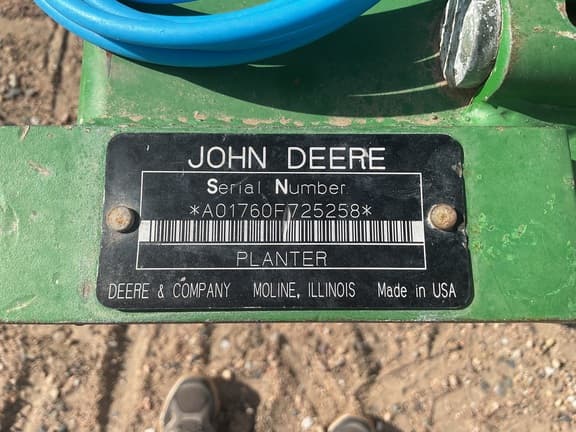 JOHN DEERE
Serial Number
*A01760F725258*
PLANTER
DEERE & COMPANY MOLINE, ILLINOIS Made in USA